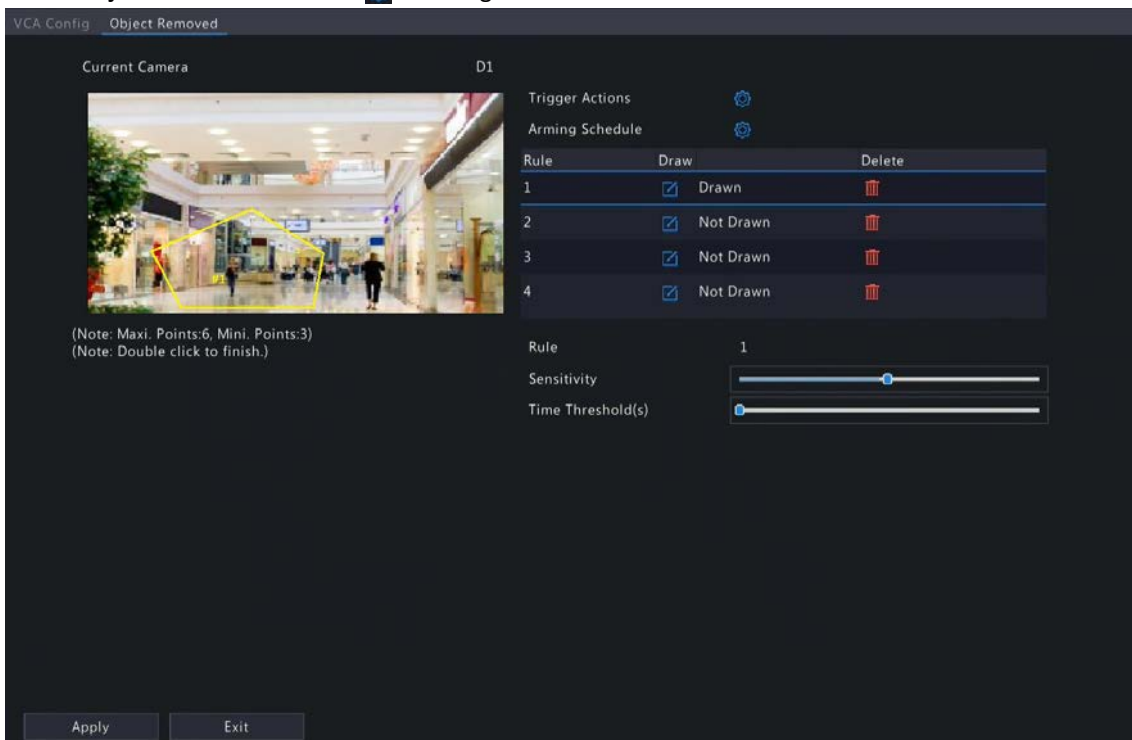 VCA Config Object Removed
Current Camera D1
Trigger Actions
Arming Schedule
Rule Draw Delete
1 Drawn
2 Not Drawn
3 Not Drawn
4 Not Drawn
#1
(Note: Maxi. Points:6, Mini. Points:3)
(Note: Double click to finish.)
Rule 1
Sensitivity
Time Threshold(s)
Apply Exit